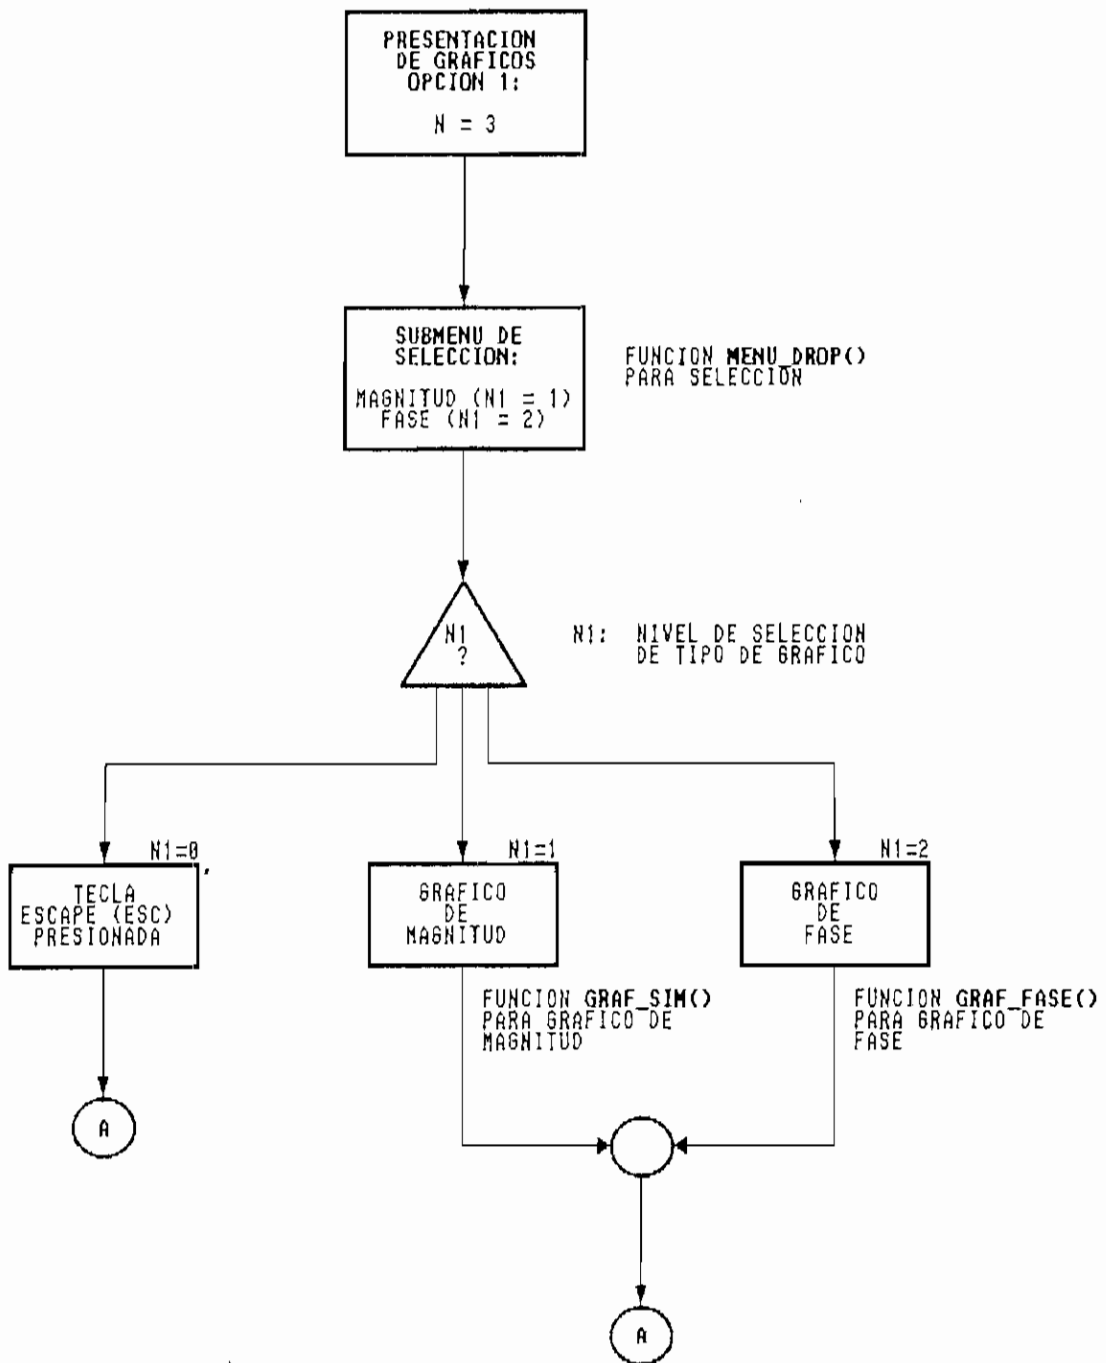 PRESENTACION
DE GRAFICOS
OPCION 1:
N = 3
SUBMENU DE
SELECCION:
MAGNITUD (N1 = 1)
FASE (N1 = 2)
FUNCION MENU_DROP()
PARA SELECCION
N1
?
N1: NIVEL DE SELECCION
DE TIPO DE GRAFICO
N1=0
TECLA
ESCAPE (ESC)
PRESIONADA
N1=1
GRAFICO
DE
MAGNITUD
N1=2
GRAFICO
DE
FASE
FUNCION GRAF_SIM()
PARA GRAFICO DE
MAGNITUD
FUNCION GRAF_FASE()
PARA GRAFICO DE
FASE
A
A